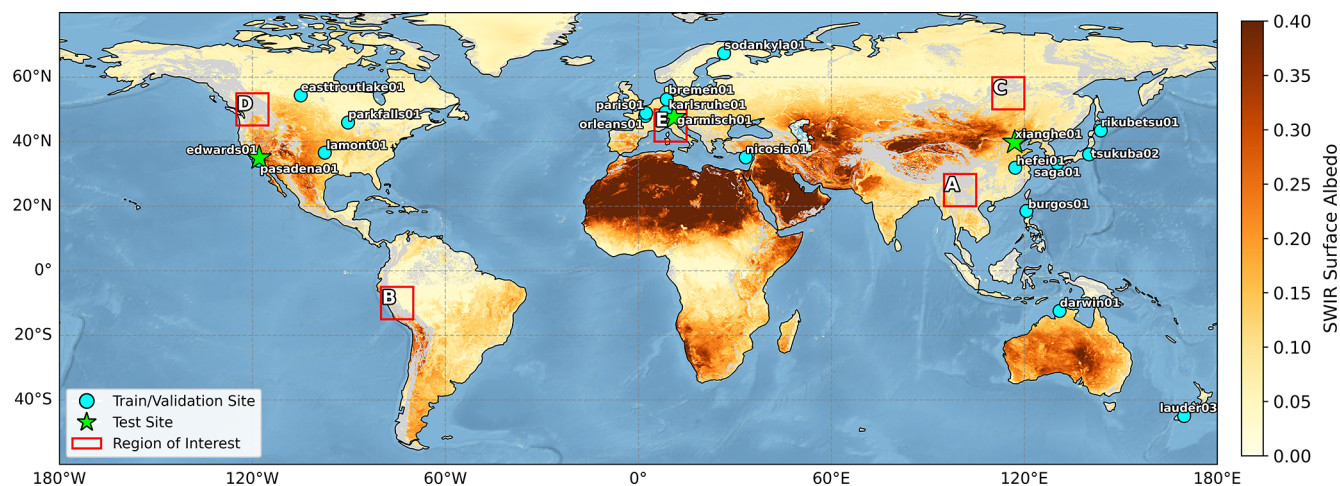 sodankyla01
60°N
easttroutlake01
bremen01
C
D
paris01
karlsruhe01
parkfalls01
orleans01
E
garmisch01
rikubetsu01
40°N
xianghe01
edwards01
lamont01
nicosia01
tsukuba02
hefei01
pasadena01
saga01
A
20°N
burgos01
0°
B
darwin01
20°S
40°S
lauder03
Train/Validation Site
Test Site
Region of Interest
180°W
120°W
60°W
0°
60°E
120°E
180°E
0.40
0.35
0.30
0.25
0.20
0.15
0.10
0.05
0.00
SWIR Surface Albedo